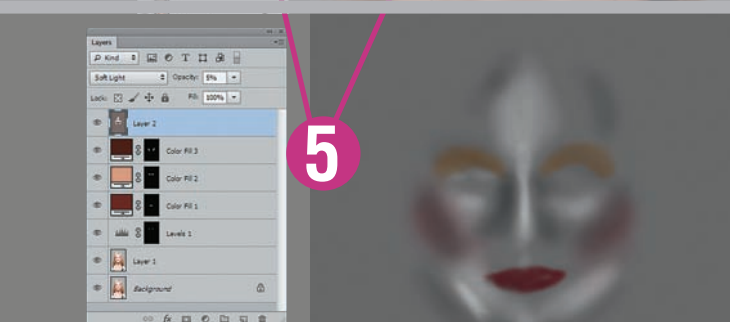 Layers
Kind
Soft Light Opacity: 5%
Lock: Fill: 100%
Layer 2
Color Fill 3
Color Fill 2
Color Fill 1
Levels 1
Layer 1
Background
fx
5